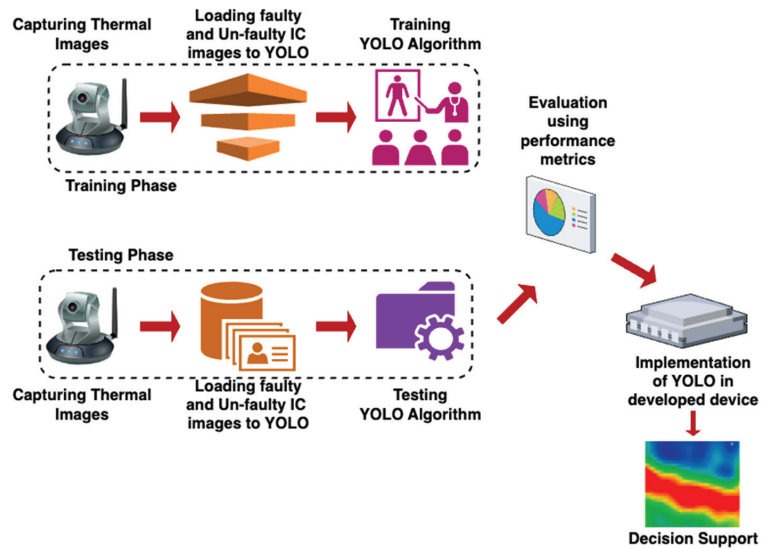 Capturing Thermal
Images
Loading faulty
and Un-faulty IC
images to YOLO
Training
YOLO Algorithm
Training Phase
Evaluation
using
performance
metrics
Testing Phase
Capturing Thermal
Images
Loading faulty
and Un-faulty IC
images to YOLO
Testing
YOLO Algorithm
Implementation
of YOLO in
developed device
Decision Support